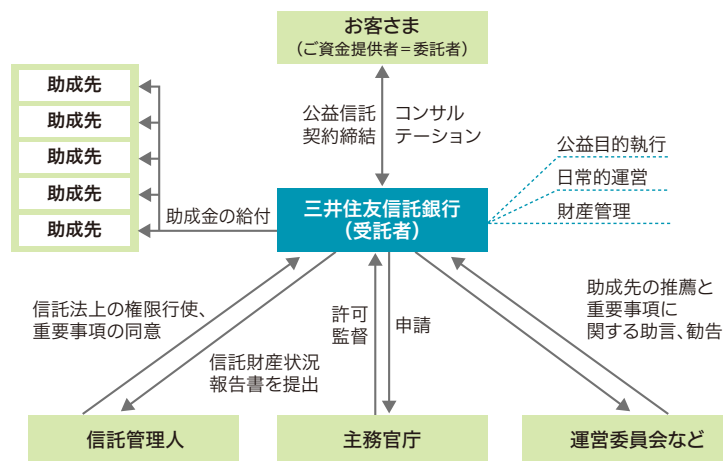 お客さま
(ご資金提供者=委託者)
助成先
助成先
助成先
助成先
助成先
公益信託
契約締結
コンサル
テーション
公益目的執行
日常的運営
財産管理
助成金の給付
三井住友信託銀行
(受託者)
信託法上の権限行使、
重要事項の同意
信託財産状況
報告書を提出
許可
監督
申請
助成先の推薦と
重要事項に
関する助言、勧告
信託管理人
主務官庁
運営委員会など